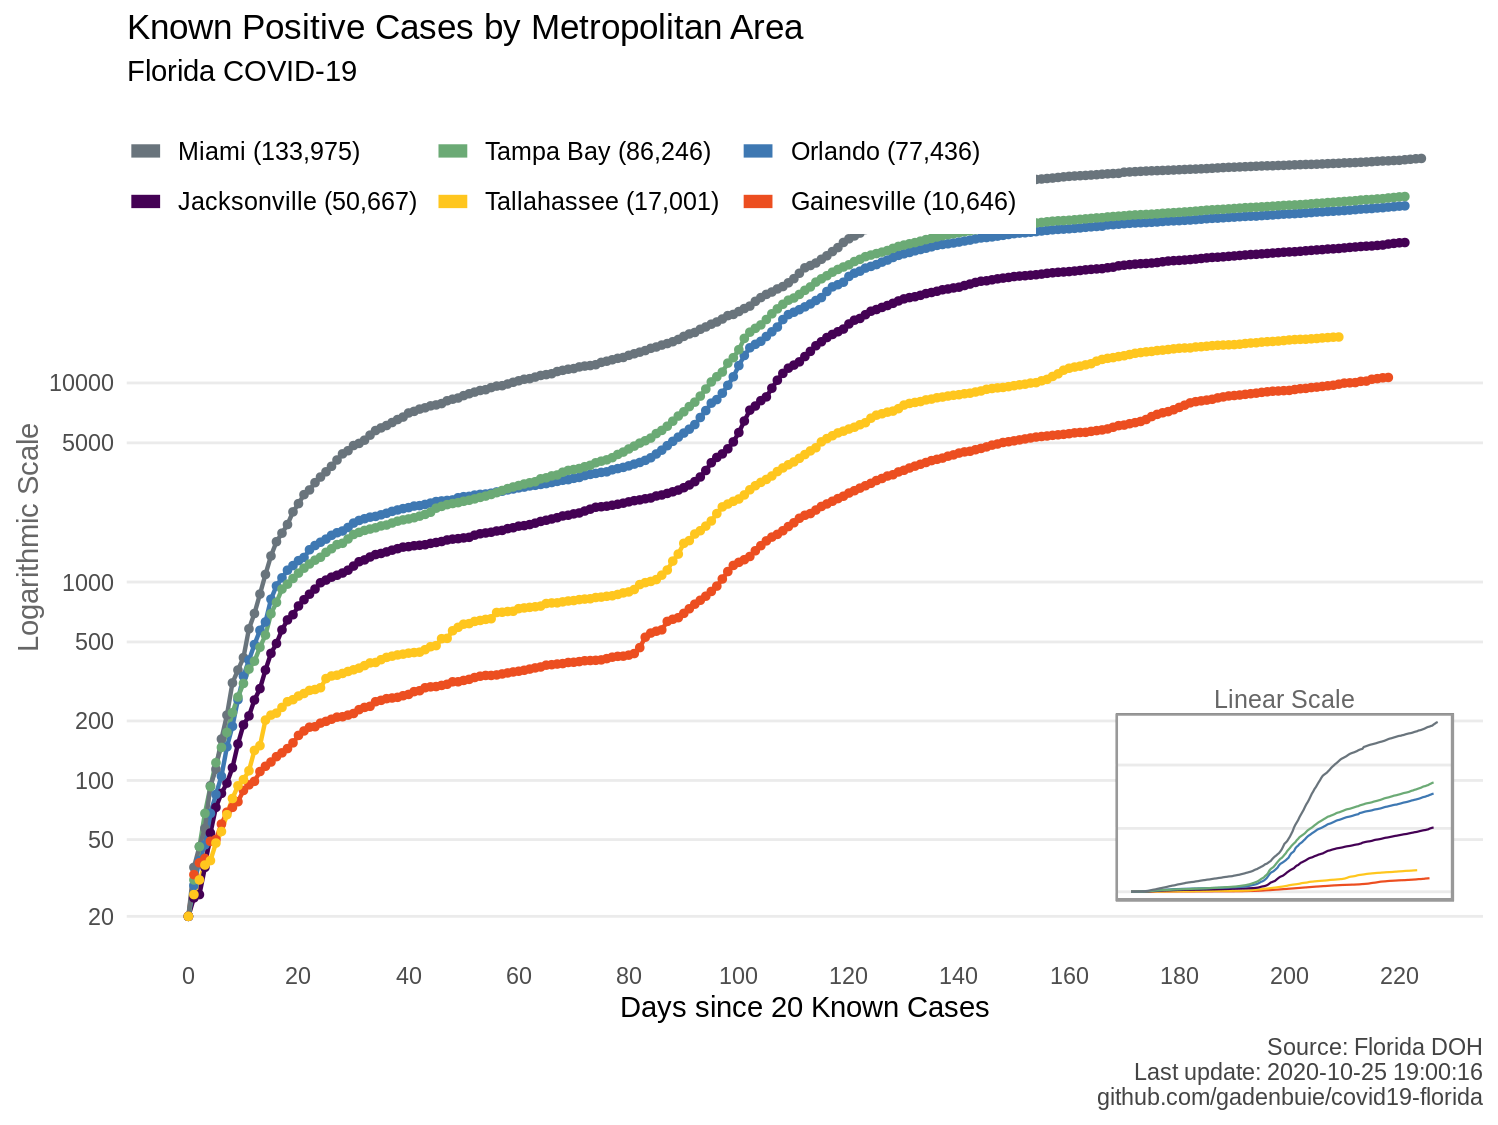 Known Positive Cases by Metropolitan Area
Florida COVID-19
Miami (133,975) Tampa Bay (86,246) Orlando (77,436)
Jacksonville (50,667) Tallahassee (17,001) Gainesville (10,646)
Logarithmic Scale
10000
5000
1000
500
200
100
50
20
Linear Scale
0 20 40 60 80 100 120 140 160 180 200 220
Days since 20 Known Cases
Source: Florida DOH
Last update: 2020-10-25 19:00:16
github.com/gadenbuie/covid19-florida